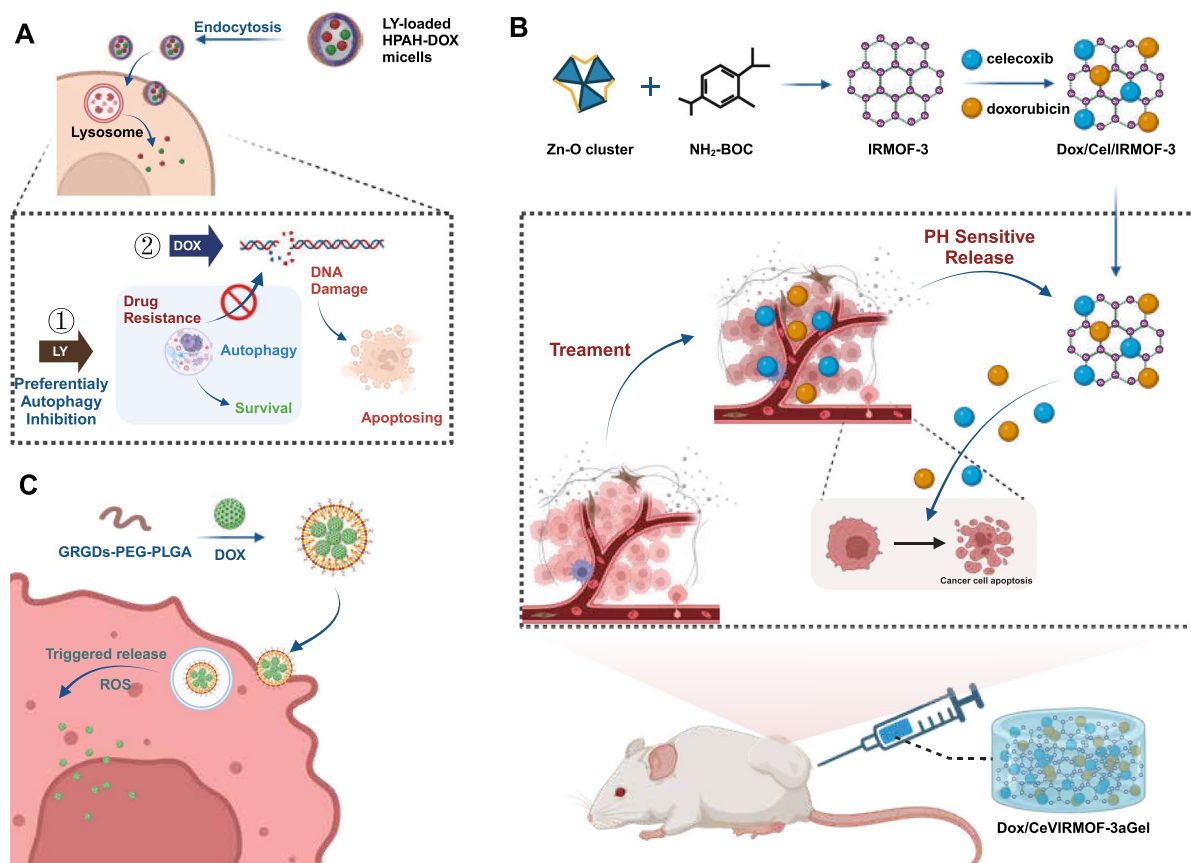 A
Endocytosis
LY-loaded
HPAH-DOX
micells
Lysosome
② DOX
DNA
Damage
Drug
Resistance
①
LY
Autophagy
Preferentialy
Autophagy
Inhibition
Survival
Apoptosing
B
celecoxib
doxorubicin
Zn-O cluster
NH₂-BOC
IRMOF-3
Dox/Cel/IRMOF-3
PH Sensitive
Release
Treament
Cancer cell apoptosis
Dox/CeVIRMOF-3aGel
C
GRGDs-PEG-PLGA
DOX
Triggered release
ROS